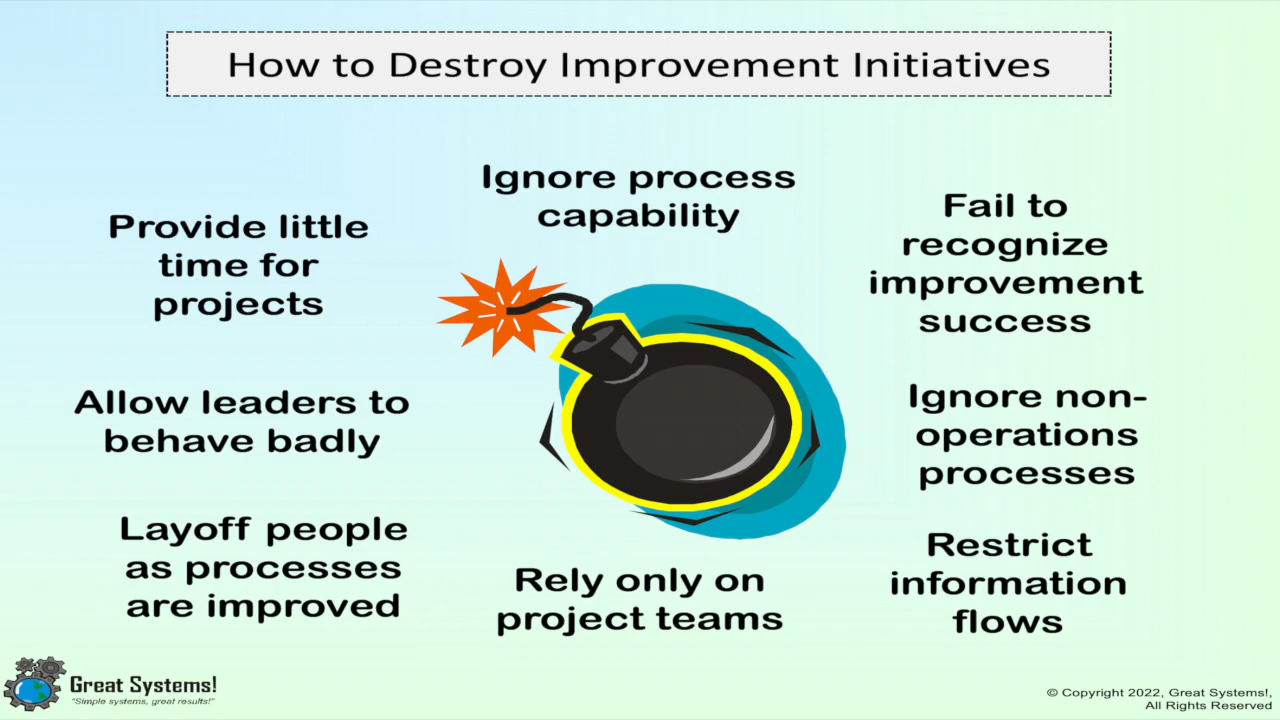 How to Destroy Improvement Initiatives
Ignore process
capability
Provide little
time for
projects
Fail to
recognize
improvement
success
Allow leaders to
behave badly
Ignore non-
operations
processes
Layoff people
as processes
are improved
Rely only on
project teams
Restrict
information
flows
Great Systems!
"Simple systems, great results!"
© Copyright 2022, Great Systems!,
All Rights Reserved